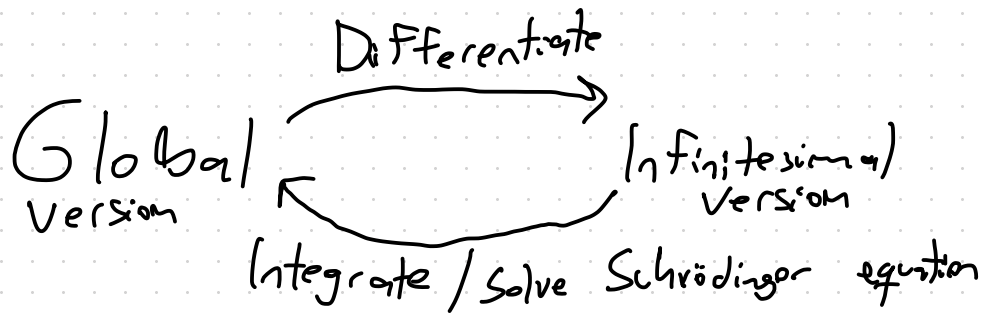 Differentiate
Global
version
Infinitesimal
version
Integrate / Solve Schrödinger equation